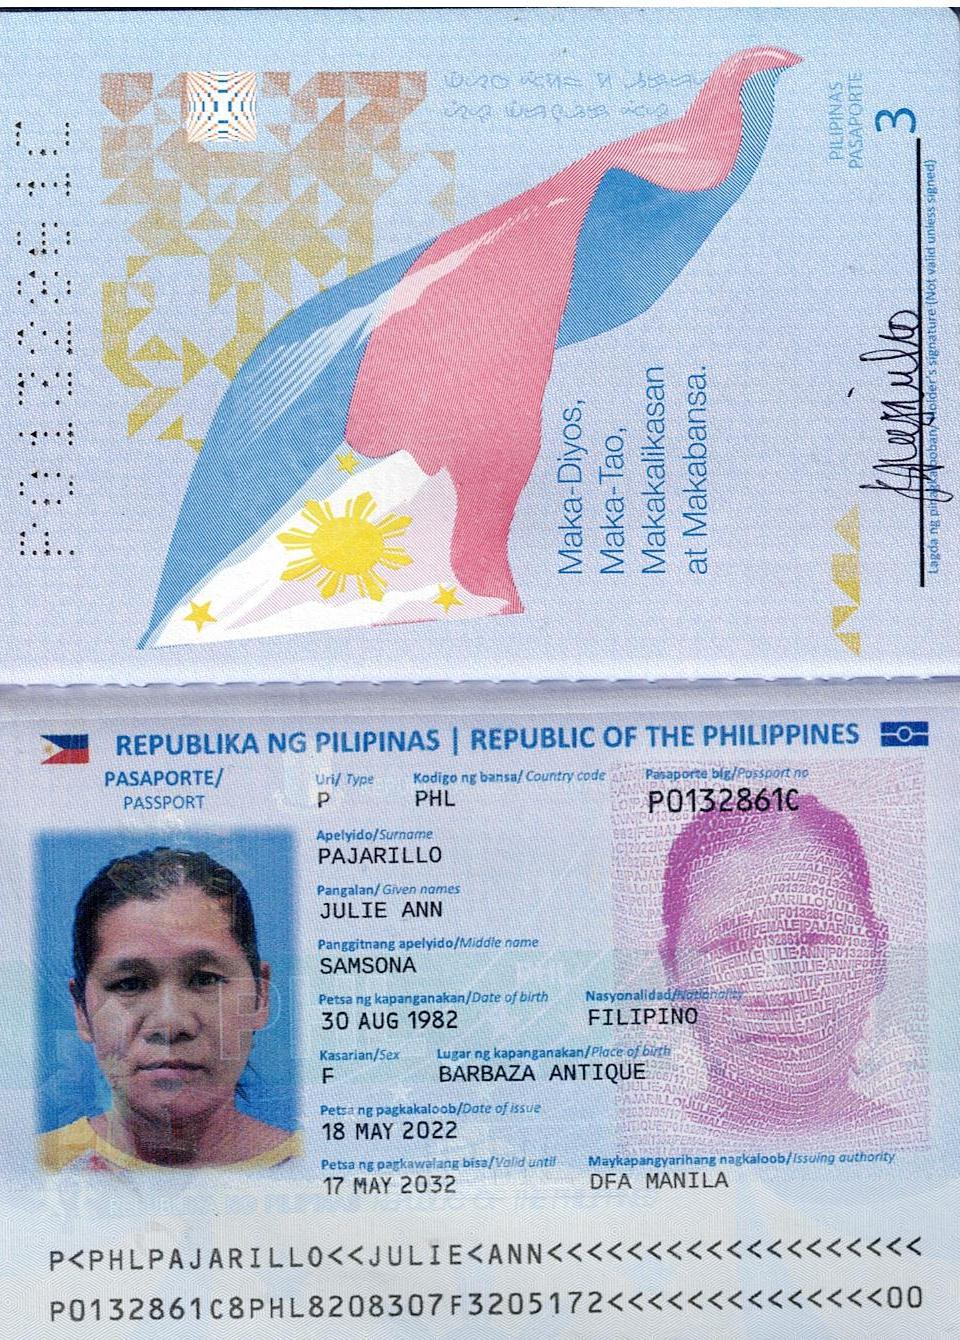 P0132861C
PILIPINAS
PASAPORTE
3
Maka-Diyos,
Maka-Tao,
Makakalikasan
at Makabansa.
Lagda ng pinagkalooban/Holder's signature (Not valid unless signed)
REPUBLIKA NG PILIPINAS | REPUBLIC OF THE PHILIPPINES
PASAPORTE/
PASSPORT
Uri/ Type Kodigo ng bansa/ Country code Pasaporte blg/Passport no
P PHL P0132861C
Apelyido/Surname
PAJARILLO
Pangalan/ Given names
JULIE ANN
Panggitnang apelyido/Middle name
SAMSONA
Petsa ng kapanganakan/Date of birth Nasyonalidad/Nationality
30 AUG 1982 FILIPINO
Kasarian/Sex Lugar ng kapanganakan/Place of birth
F BARBAZA ANTIQUE
Petsa ng pagkakaloob/Date of issue
18 MAY 2022
Petsa ng pagkawalang bisa/Valid until Maykapangyarihang nagkaloob/Issuing authority
17 MAY 2032 DFA MANILA
P<PHLPAJARILLO<<JULIE<ANN<<<<<<<<<<<<<<<<<<<
P0132861C8PHL8208307F3205172<<<<<<<<<<<<<<00